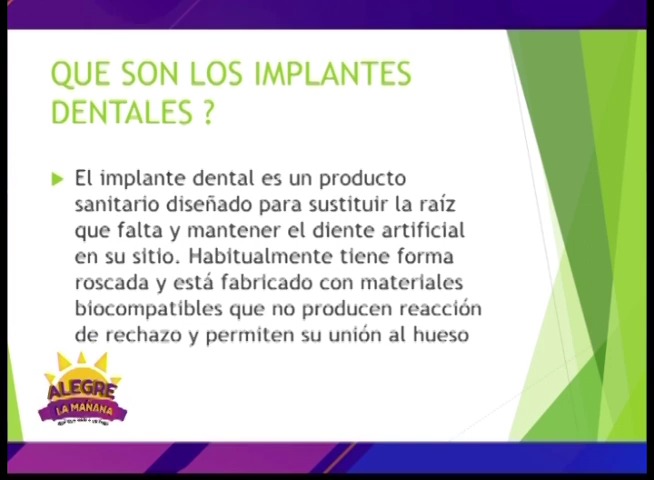 QUE SON LOS IMPLANTES
DENTALES ?
El implante dental es un producto
sanitario diseñado para sustituir la raíz
que falta y mantener el diente artificial
en su sitio. Habitualmente tiene forma
roscada y está fabricado con materiales
biocompatibles que no producen reacción
de rechazo y permiten su unión al hueso
ALEGRE
LA MAÑANA